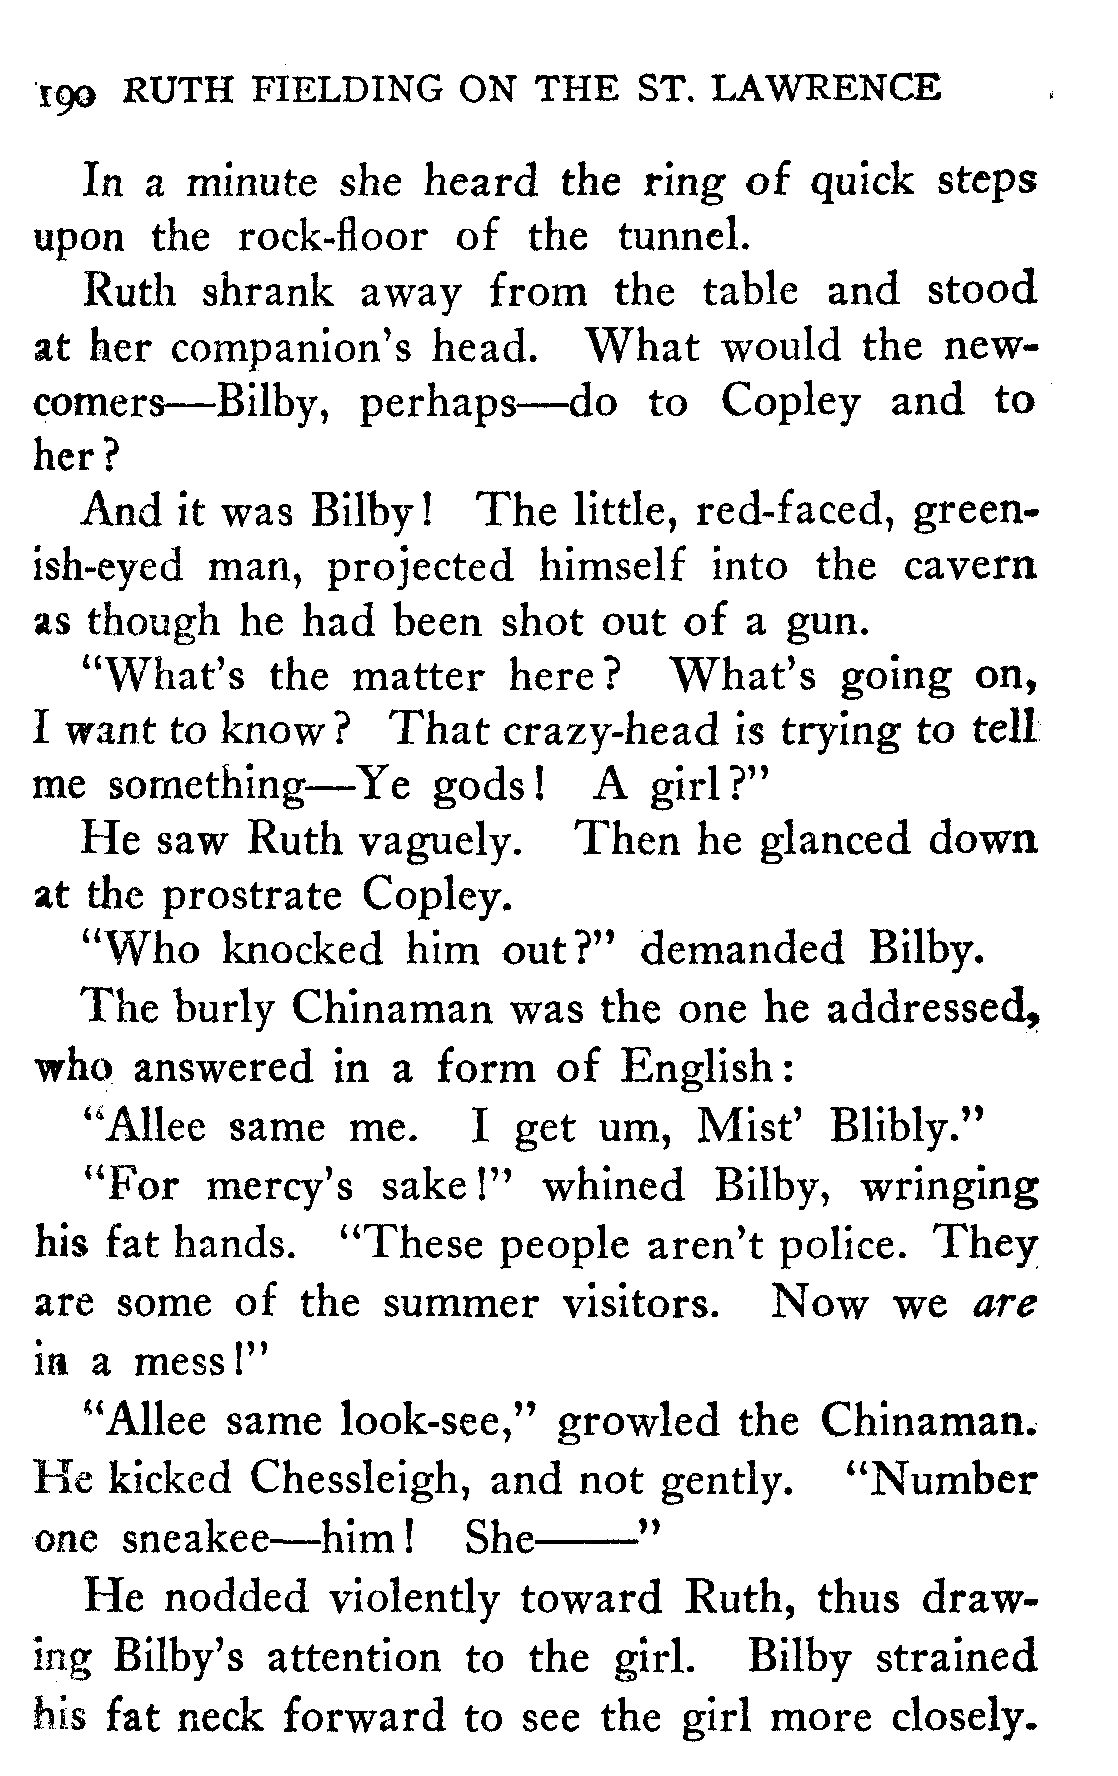 190 RUTH FIELDING ON THE ST. LAWRENCE
In a minute she heard the ring of quick steps
upon the rock-floor of the tunnel.
Ruth shrank away from the table and stood
at her companion's head. What would the new-
comers—Bilby, perhaps—do to Copley and to
her?
And it was Bilby! The little, red-faced, green-
ish-eyed man, projected himself into the cavern
as though he had been shot out of a gun.
"What's the matter here? What's going on,
I want to know? That crazy-head is trying to tell
me something—Ye gods! A girl?"
He saw Ruth vaguely. Then he glanced down
at the prostrate Copley.
"Who knocked him out?" demanded Bilby.
The burly Chinaman was the one he addressed,
who answered in a form of English:
"Allee same me. I get um, Mist' Blibly."
"For mercy's sake!" whined Bilby, wringing
his fat hands. "These people aren't police. They
are some of the summer visitors. Now we are
in a mess!"
"Allee same look-see," growled the Chinaman.
He kicked Chessleigh, and not gently. "Number
one sneakee—him! She——"
He nodded violently toward Ruth, thus draw-
ing Bilby's attention to the girl. Bilby strained
his fat neck forward to see the girl more closely.